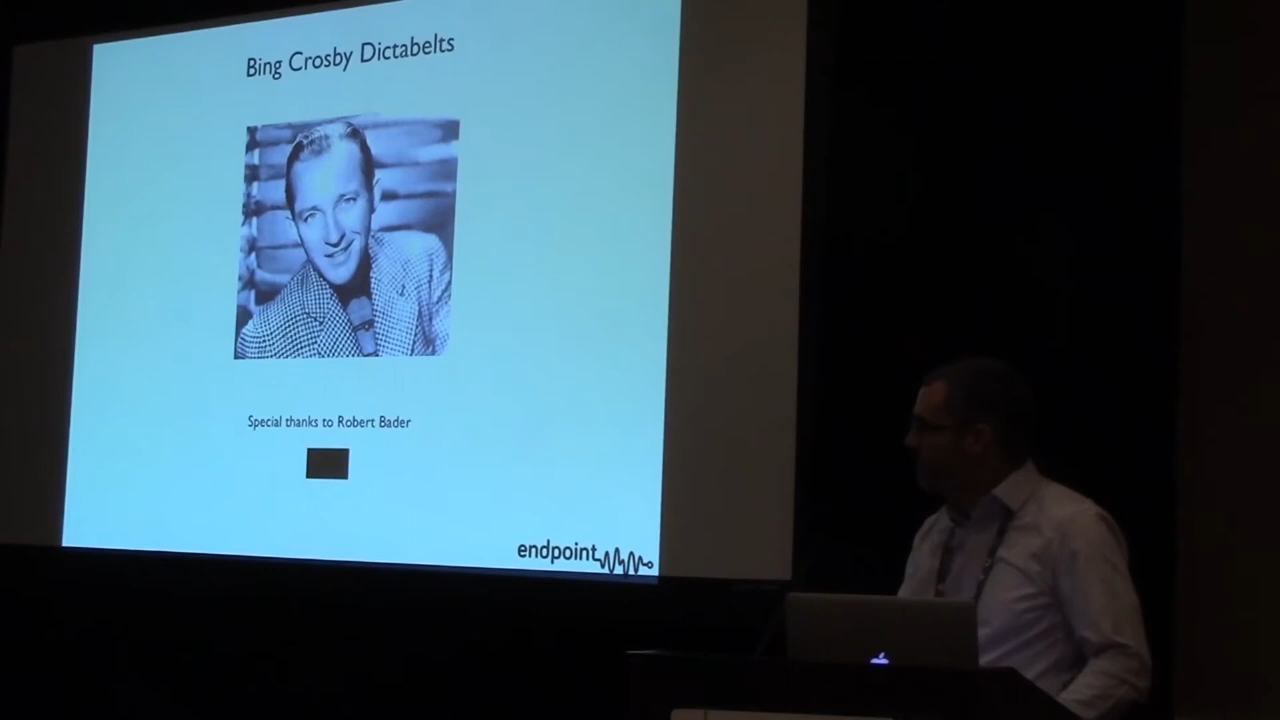 Bing Crosby Dictabelts
Special thanks to Robert Bader
endpoint